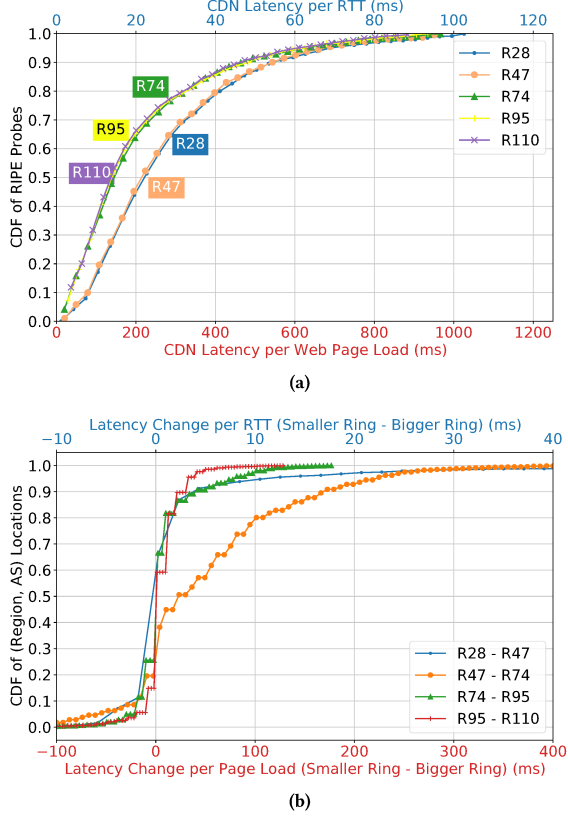 CDN Latency per RTT (ms)
0 20 40 60 80 100 120
1.0
0.9
0.8
0.7
0.6
0.5
0.4
0.3
0.2
0.1
0.0
CDF of RIPE Probes
R74
R95
R28
R110
R47
R28
R47
R74
R95
R110
0 200 400 600 800 1000 1200
CDN Latency per Web Page Load (ms)
(a)
Latency Change per RTT (Smaller Ring - Bigger Ring) (ms)
−10 0 10 20 30 40
1.0
0.9
0.8
0.7
0.6
0.5
0.4
0.3
0.2
0.1
0.0
CDF of (Region, AS) Locations
R28 - R47
R47 - R74
R74 - R95
R95 - R110
−100 0 100 200 300 400
Latency Change per Page Load (Smaller Ring - Bigger Ring) (ms)
(b)